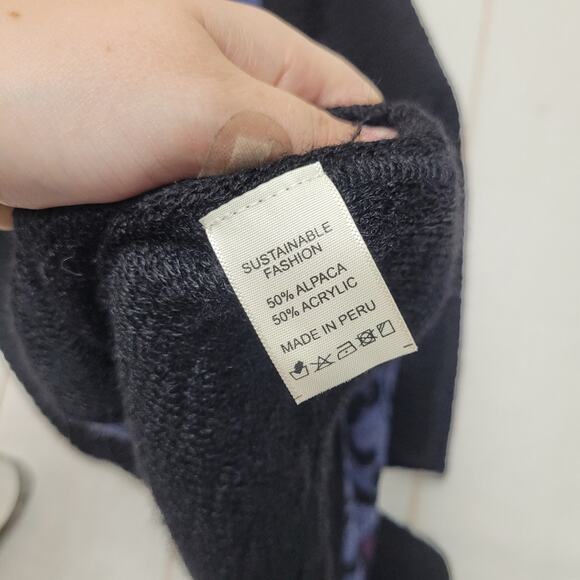 SUSTAINABLE
FASHION
50% ALPACA
50% ACRYLIC
MADE IN PERU